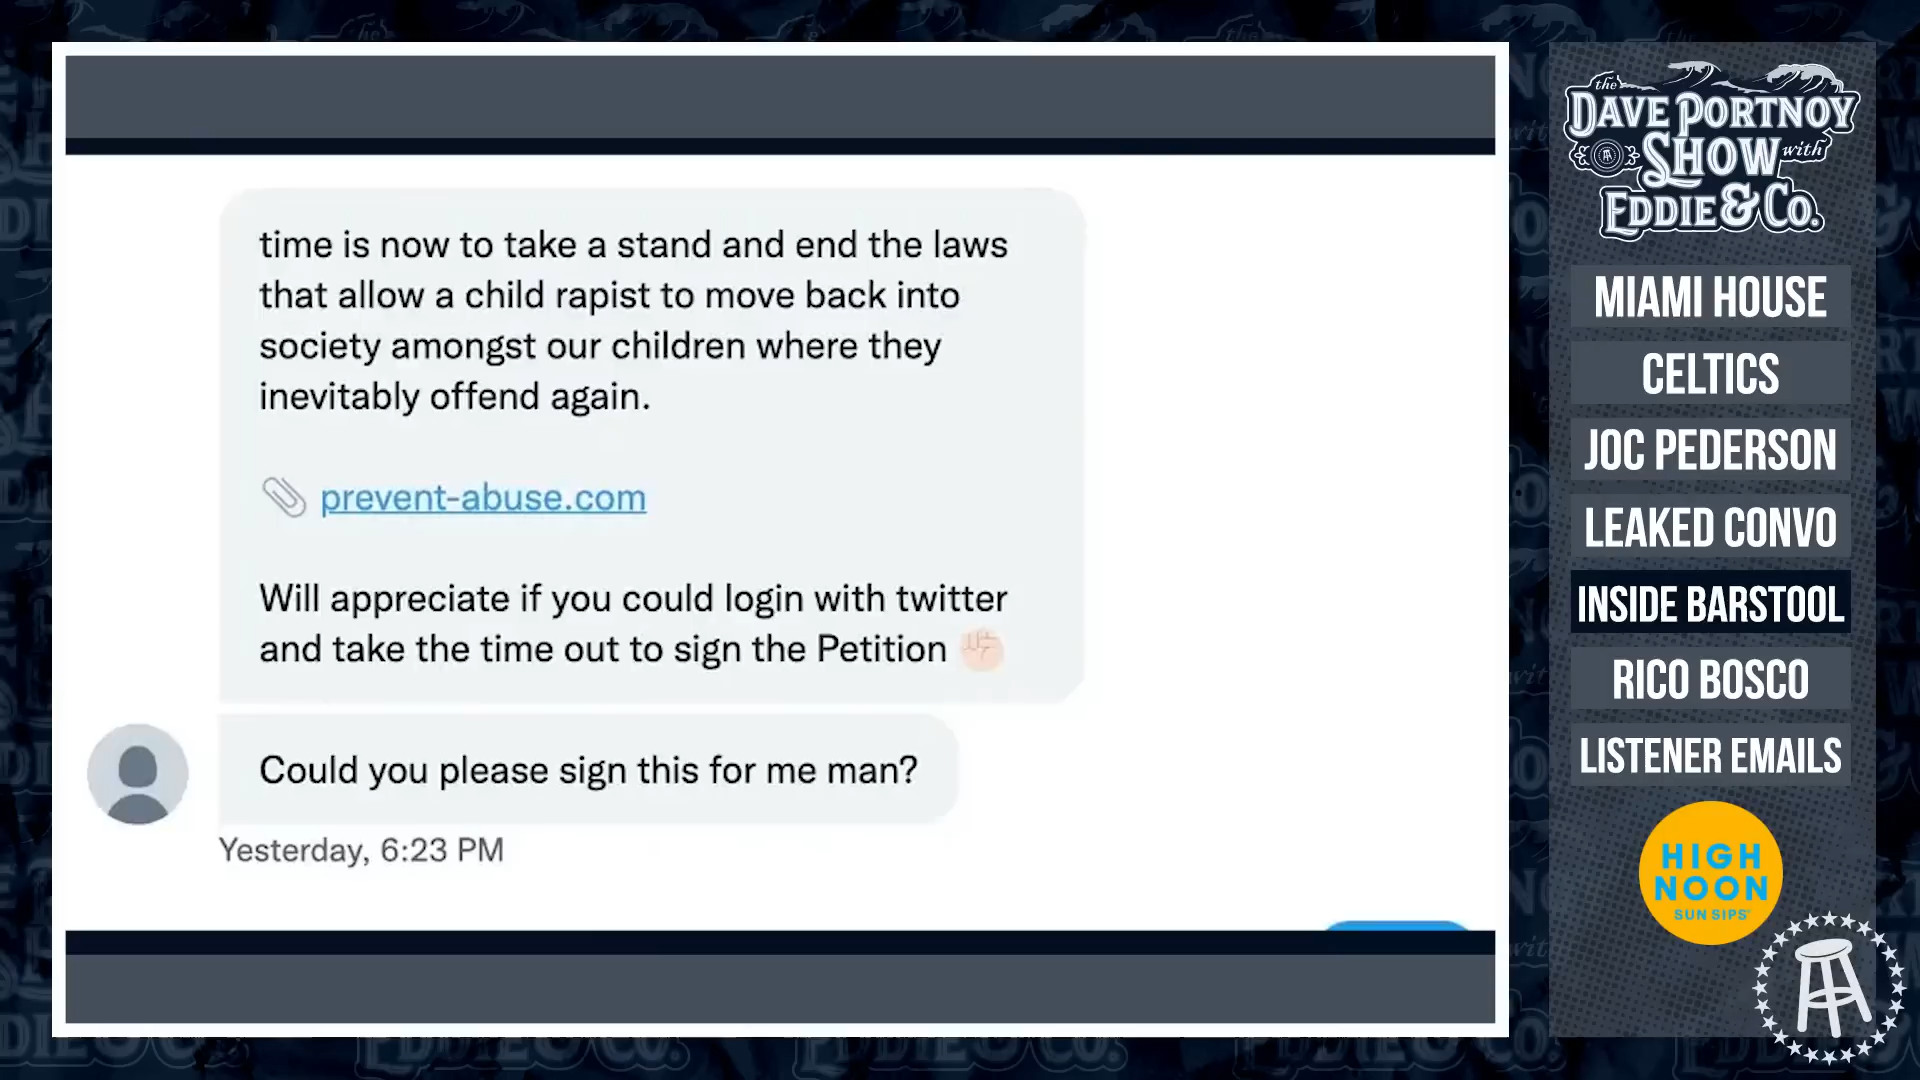 time is now to take a stand and end the laws
that allow a child rapist to move back into
society amongst our children where they
inevitably offend again.
prevent-abuse.com
Will appreciate if you could login with twitter
and take the time out to sign the Petition
Could you please sign this for me man?
Yesterday, 6:23 PM
the
DAVE PORTNOY
SHOW with
EDDIE & CO.
MIAMI HOUSE
CELTICS
JOC PEDERSON
LEAKED CONVO
INSIDE BARSTOOL
RICO BOSCO
LISTENER EMAILS
HIGH
NOON
SUN SIPS